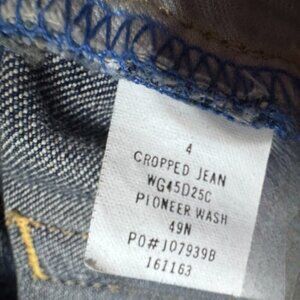 4
CROPPED JEAN
WG45D25C
PIONEER WASH
49N
PO#107939B
161163